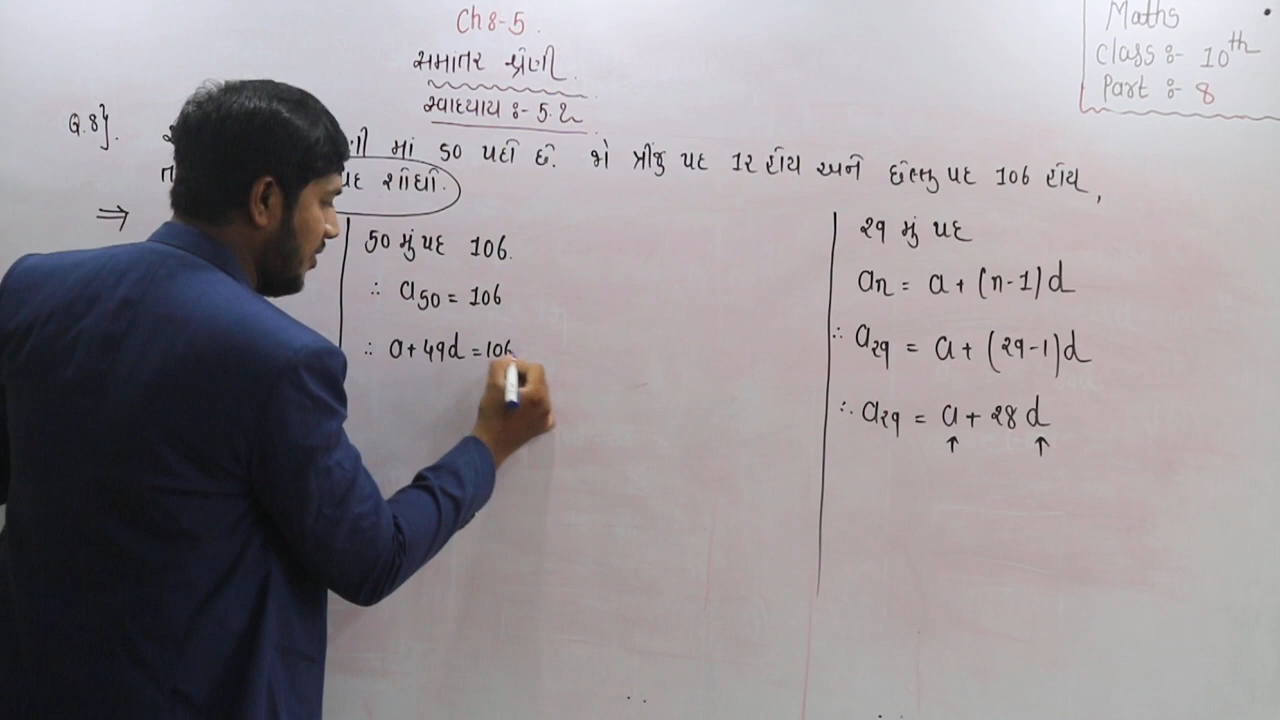 Ch 8-5.
સમાંતર શ્રેણી.
સ્વાધ્યાય :- 5.2
Maths
Class :- 10th
Part :- 8
Q.8}. માં 50 પદો છે. જો ત્રીજું પદ 12 હોય અને છેલ્લુ પદ 106 હોય,
પદ શોધો.
⇒
50 મું પદ 106.
∴ a50 = 106
∴ a + 49d = 106
29 મું પદ
an = a + (n-1)d
∴ a29 = a + (29-1)d
∴ a29 = a + 28 d
↑ ↑